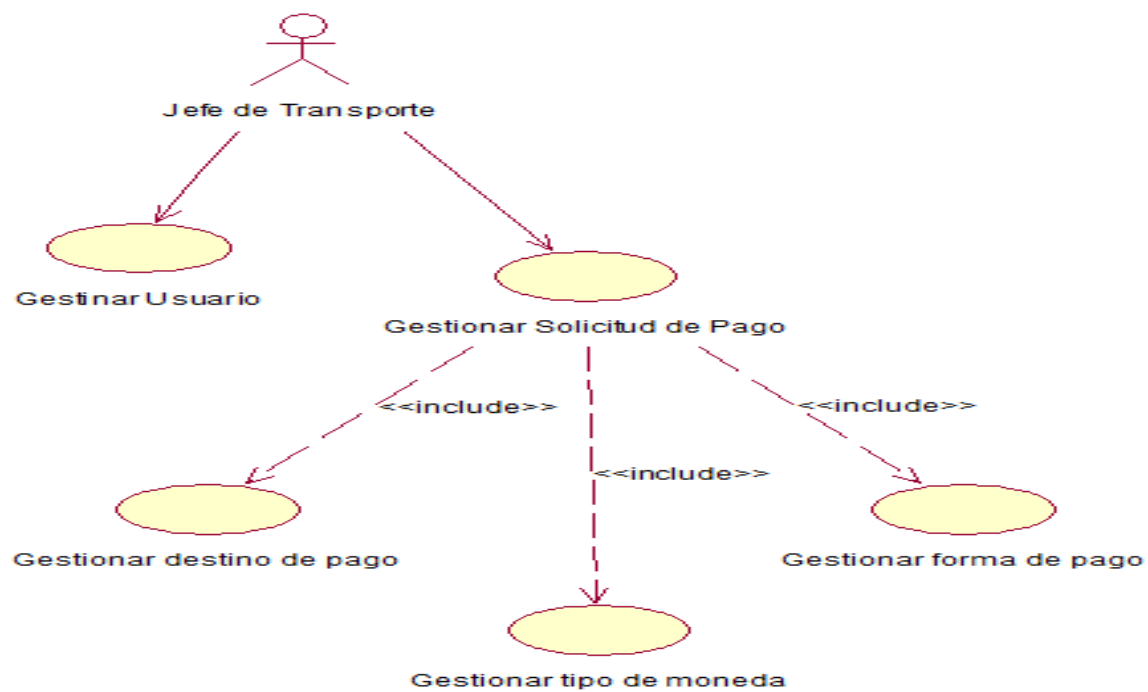 Jefe de Transporte
Gestinar Usuario
Gestionar Solicitud de Pago
<<include>>
<<include>>
<<include>>
Gestionar destino de pago
Gestionar forma de pago
Gestionar tipo de moneda